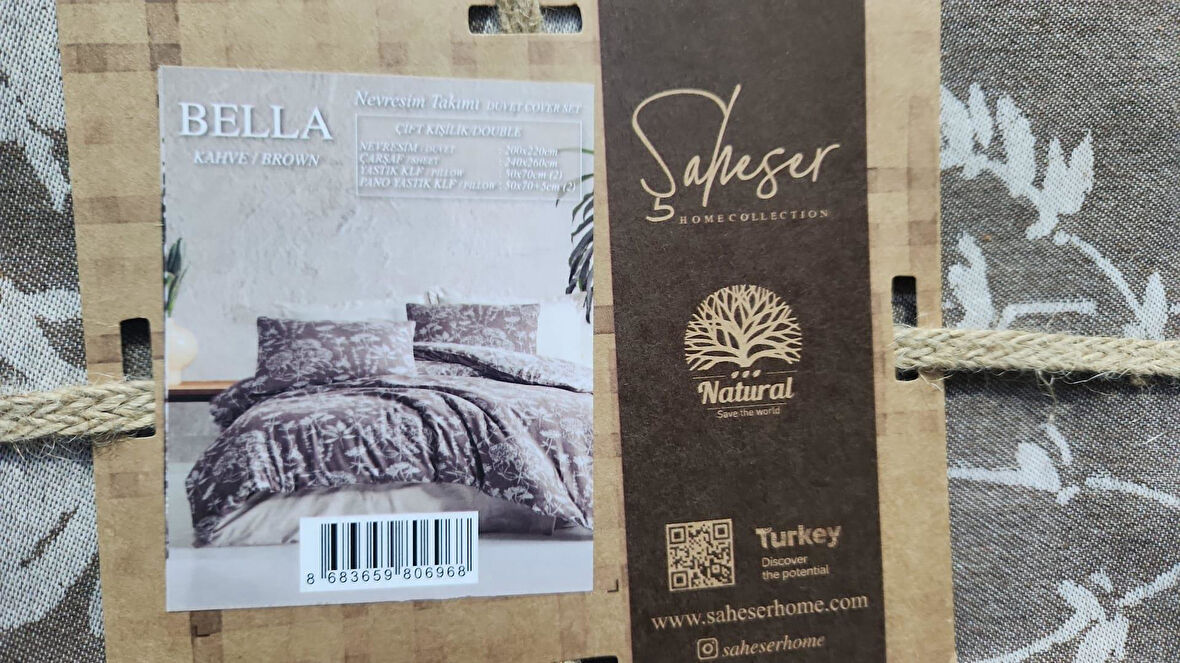 BELLA
KAHVE / BROWN
Nevresim Takımı DUVET COVER SET
ÇİFT KİŞİLİK/DOUBLE
NEVRESİM / DUVET : 200x220cm
ÇARŞAF / SHEET : 240x260cm
YASTIK KLF / PILLOW : 50x70cm (2)
PANO YASTIK KLF / PILLOW : 50x70+5cm (2)
8 683659 806968
Şaheser
HOMECOLLECTION
Natural
Save the world
Turkey
Discover
the potential
www.saheserhome.com
saheserhome